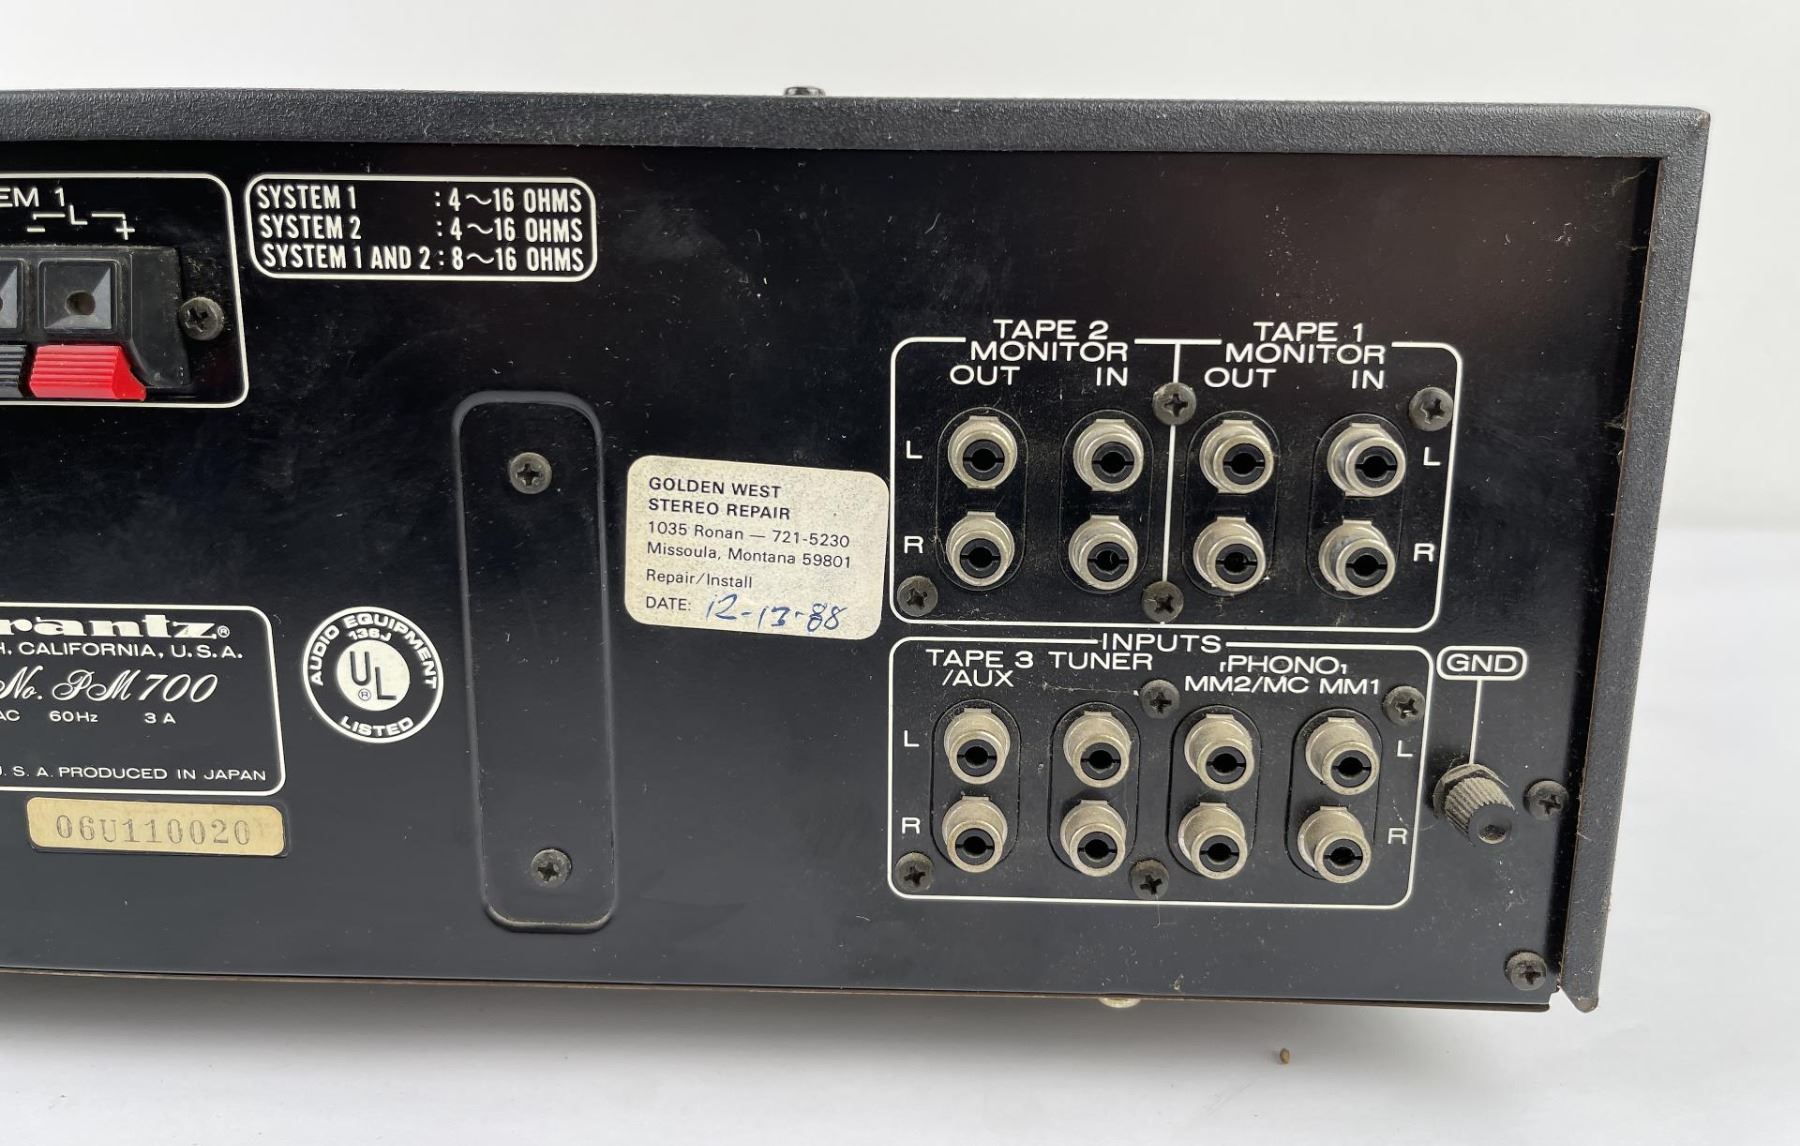 EM 1
L
− +
SYSTEM 1 : 4~16 OHMS
SYSTEM 2 : 4~16 OHMS
SYSTEM 1 AND 2 : 8~16 OHMS
TAPE 2 MONITOR
OUT IN
TAPE 1 MONITOR
OUT IN
L L
R R
GOLDEN WEST
STEREO REPAIR
1035 Ronan — 721-5230
Missoula, Montana 59801
Repair/Install
DATE: 12-13-88
rantz®
H, CALIFORNIA, U.S.A.
No. PM700
AC 60Hz 3A
U.S.A. PRODUCED IN JAPAN
06U110020
AUDIO EQUIPMENT
136J
UL®
LISTED
INPUTS
TAPE 3 /AUX
TUNER
PHONO
MM2/MC MM1
GND
L L
R R